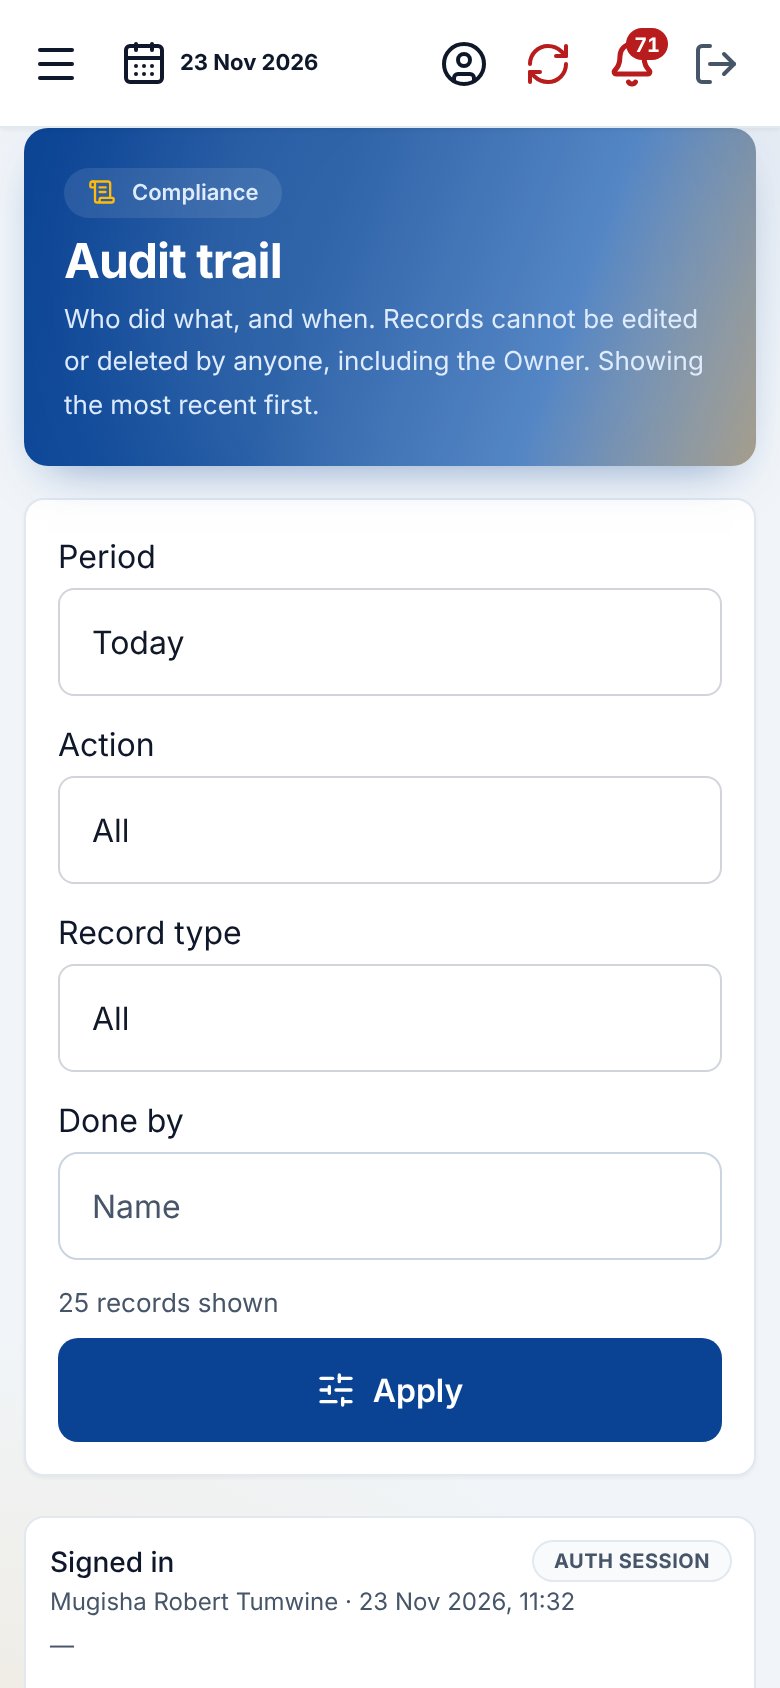 23 Nov 2026
71
Compliance
Audit trail
Who did what, and when. Records cannot be edited
or deleted by anyone, including the Owner. Showing
the most recent first.
Period
Today
Action
All
Record type
All
Done by
Name
25 records shown
Apply
Signed in
AUTH SESSION
Mugisha Robert Tumwine · 23 Nov 2026, 11:32
—